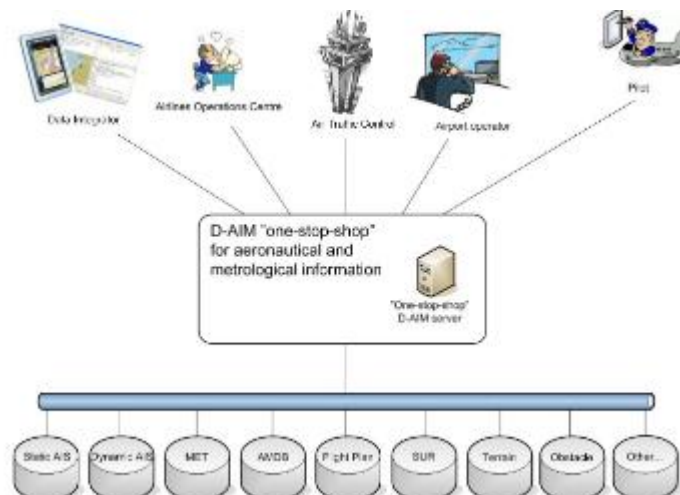 Data Integrator
Airlines Operations Centre
Air Traffic Control
Airport operator
Pilot
D-AIM "one-stop-shop"
for aeronautical and
metrological information
"One-stop-shop"
D-AIM server
Static AIS
Dynamic AIS
MET
AMDB
Flight Plan
SUR
Terrain
Obstacle
Other...